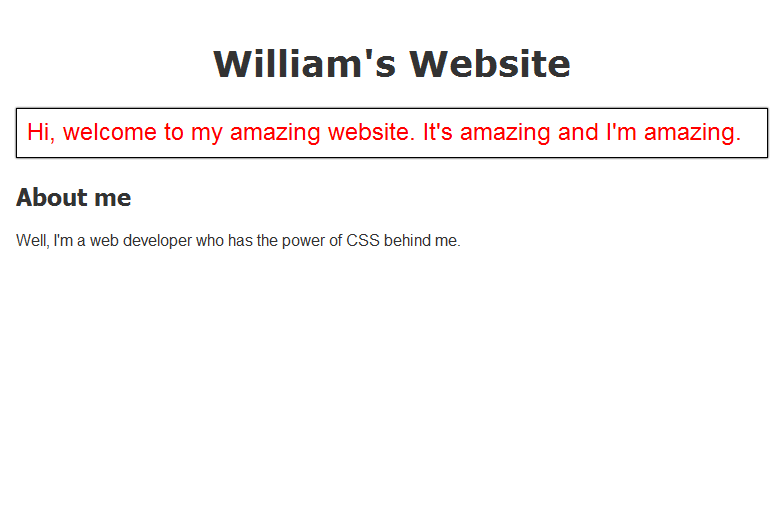 William's Website
Hi, welcome to my amazing website. It's amazing and I'm amazing.
About me
Well, I'm a web developer who has the power of CSS behind me.